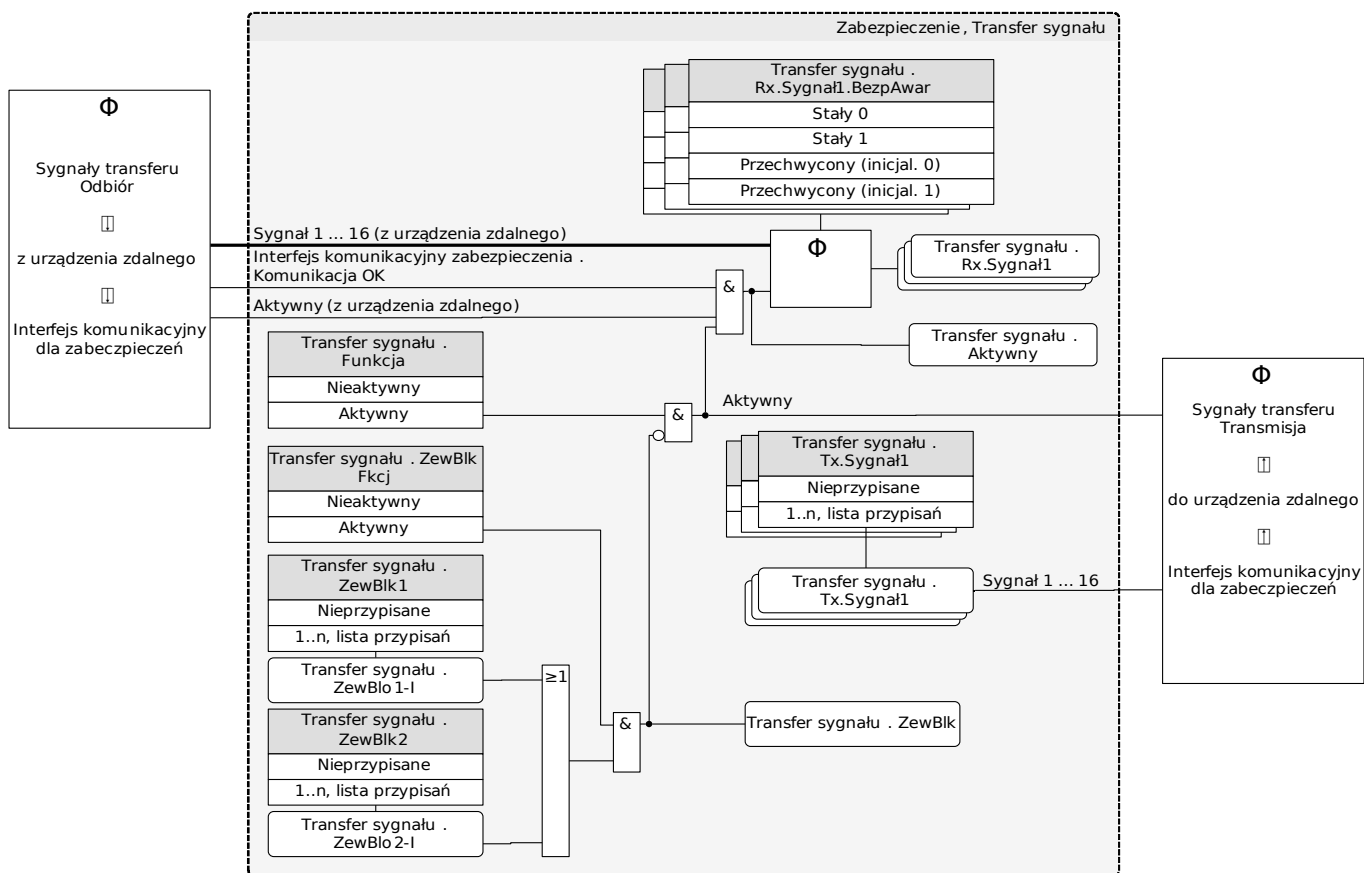 Zabezpieczenie, Transfer sygnału
Φ
Sygnały transferu
Odbiór
z urządzenia zdalnego
Interfejs komunikacyjny
dla zabeczpieczeń
Transfer sygnału .
Rx.Sygnał1.BezpAwar
Stały 0
Stały 1
Przechwycony (inicjal. 0)
Przechwycony (inicjal. 1)
Sygnał 1 ... 16 (z urządzenia zdalnego)
Interfejs komunikacyjny zabezpieczenia .
Komunikacja OK
Aktywny (z urządzenia zdalnego)
&
Φ
Transfer sygnału .
Rx.Sygnał1
Transfer sygnału .
Aktywny
Transfer sygnału .
Funkcja
Nieaktywny
Aktywny
&
Aktywny
Transfer sygnału . ZewBlk
Fkcj
Nieaktywny
Aktywny
Transfer sygnału .
Tx.Sygnał1
Nieprzypisane
1..n, lista przypisań
Transfer sygnału .
Tx.Sygnał1
Sygnał 1 ... 16
Φ
Sygnały transferu
Transmisja
do urządzenia zdalnego
Interfejs komunikacyjny
dla zabeczpieczeń
Transfer sygnału .
ZewBlk1
Nieprzypisane
1..n, lista przypisań
Transfer sygnału .
ZewBlo1-I
≥1
&
Transfer sygnału . ZewBlk
Transfer sygnału .
ZewBlk2
Nieprzypisane
1..n, lista przypisań
Transfer sygnału .
ZewBlo2-I